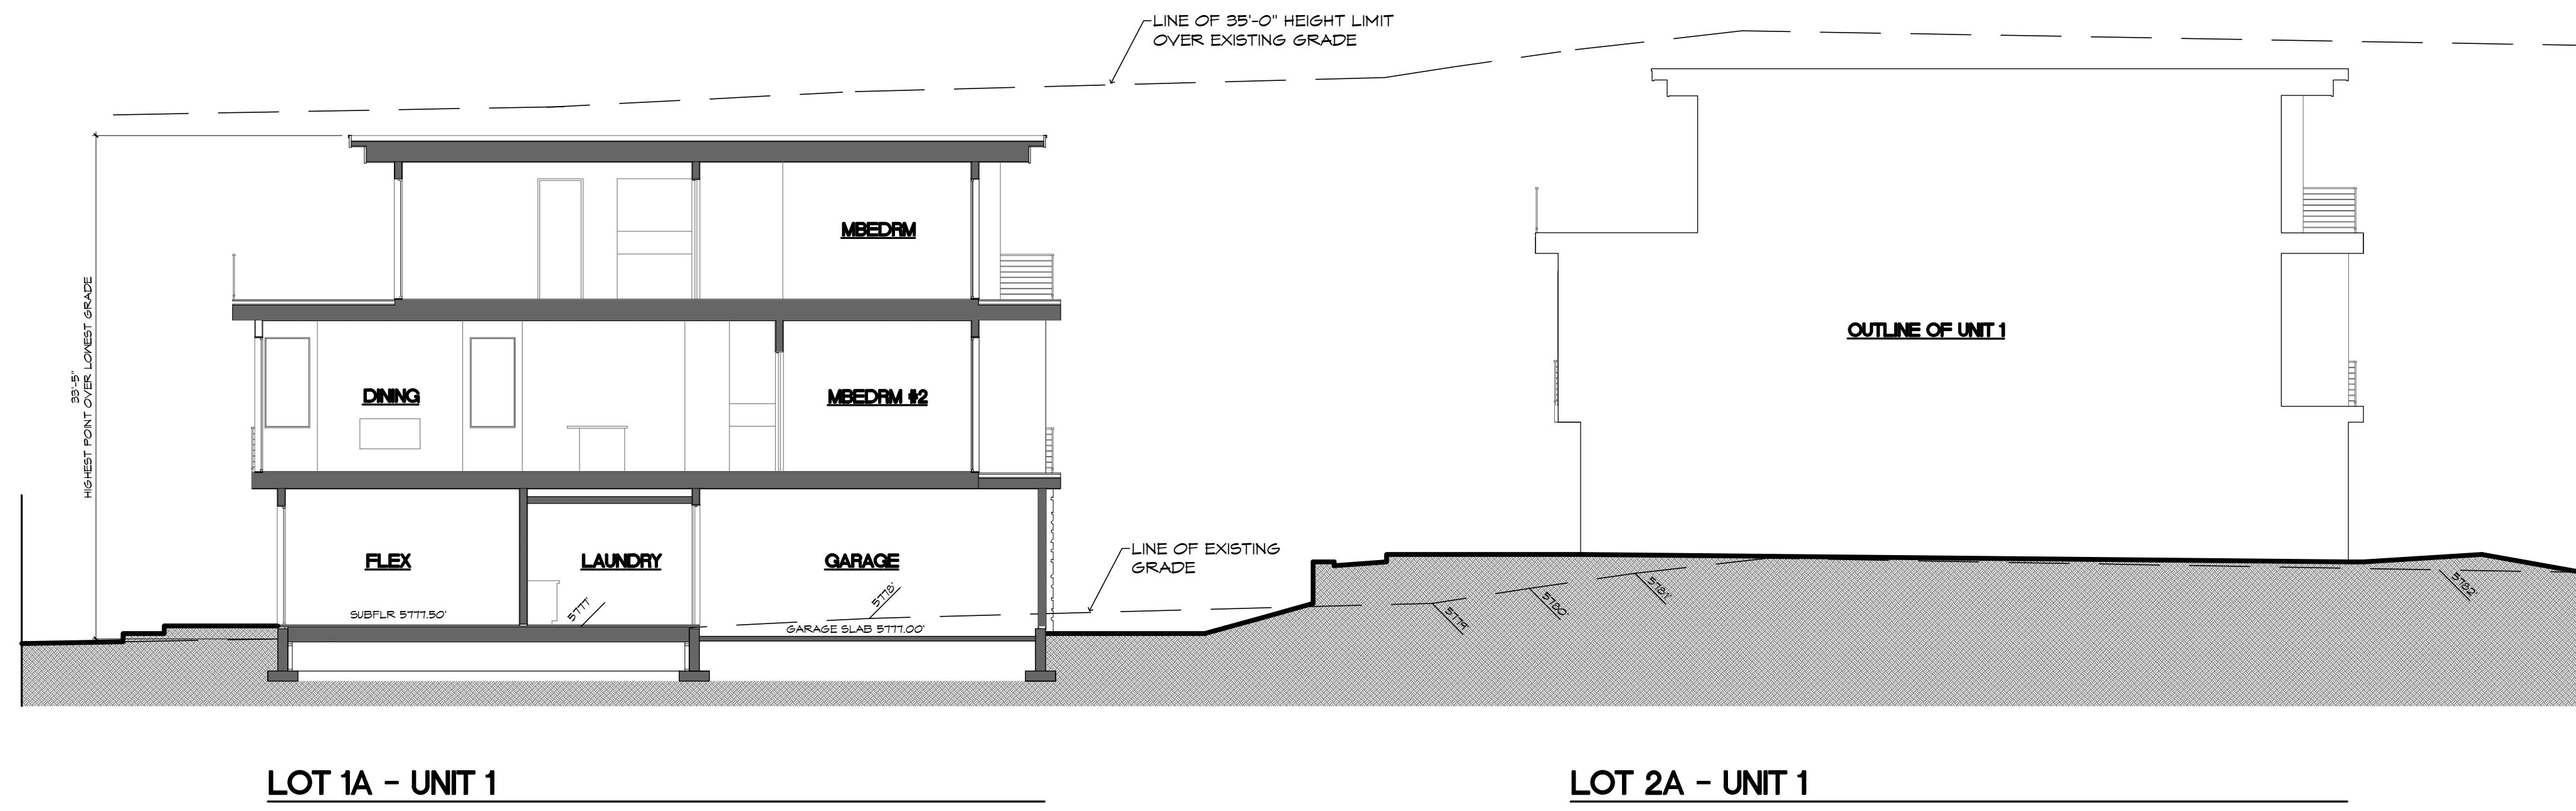 LINE OF 35'-0" HEIGHT LIMIT
OVER EXISTING GRADE
33'-5"
HIGHEST POINT OVER LOWEST GRADE
MBEDRM
DINING
MBEDRM #2
OUTLINE OF UNIT 1
FLEX
LAUNDRY
GARAGE
LINE OF EXISTING
GRADE
SUBFLR 5777.50'
5777'
5778'
GARAGE SLAB 5777.00'
5779'
5780'
5781'
5782'
LOT 1A - UNIT 1
LOT 2A - UNIT 1